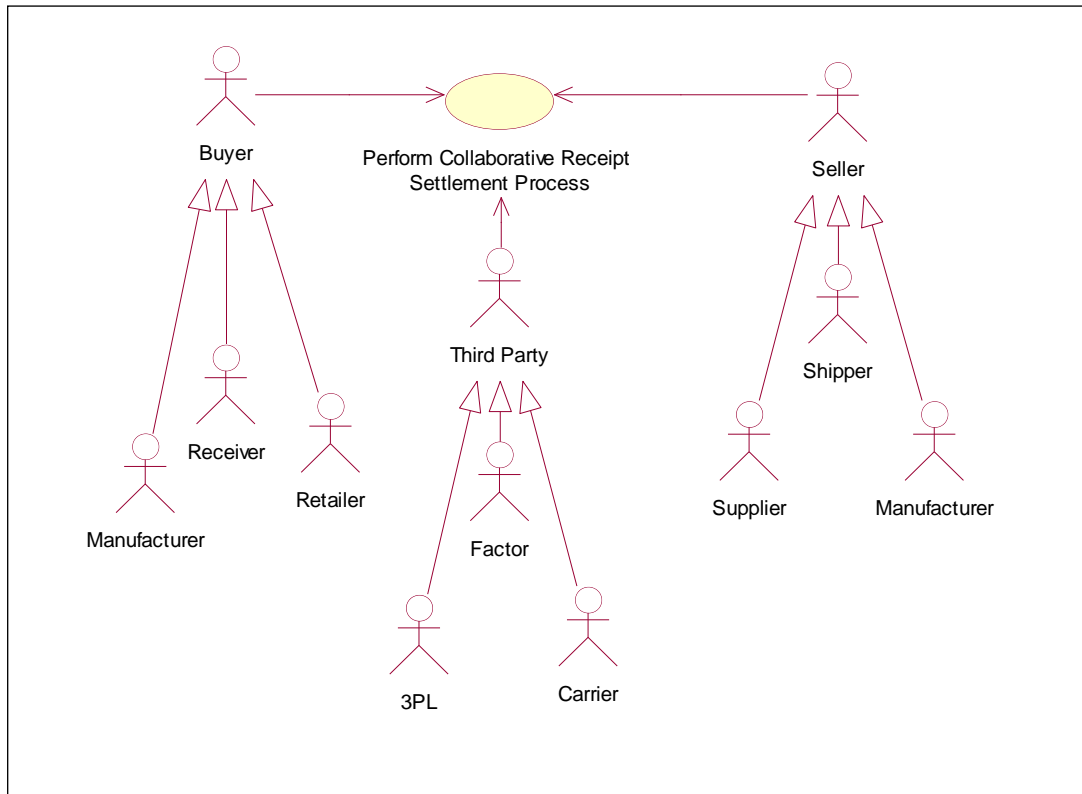 Buyer
Perform Collaborative Receipt
Settlement Process
Seller
Third Party
Shipper
Receiver
Retailer
Supplier
Manufacturer
Manufacturer
Factor
3PL
Carrier